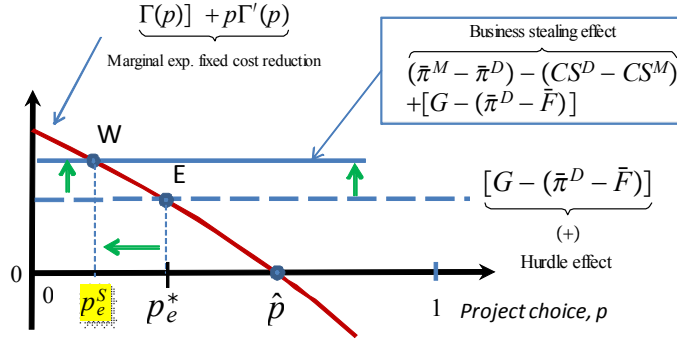 Γ(p)] + pΓ'(p)
Marginal exp. fixed cost reduction
Business stealing effect
(π̄^M − π̄^D) − (CS^D − CS^M)
+[G − (π̄^D − F̄)]
W
E
[G − (π̄^D − F̄)]
(+)
Hurdle effect
0
0
p_e^S
p_e^*
p̂
1
Project choice, p